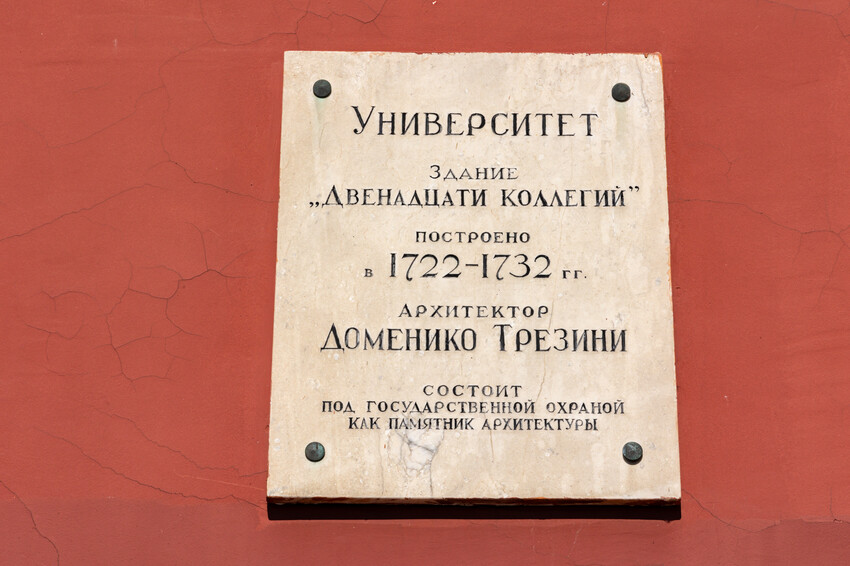 Университет
Здание
„Двенадцати коллегий”
построено
в 1722-1732 гг.
Архитектор
Доменико Трезини
состоит
под государственной охраной
как памятник архитектуры